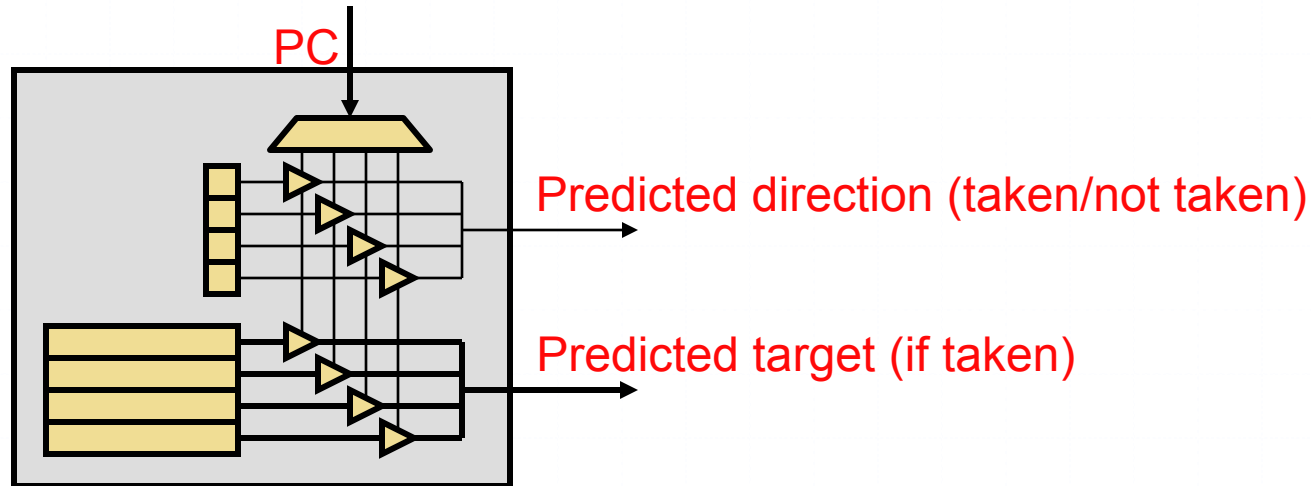 PC
Predicted direction (taken/not taken)
Predicted target (if taken)